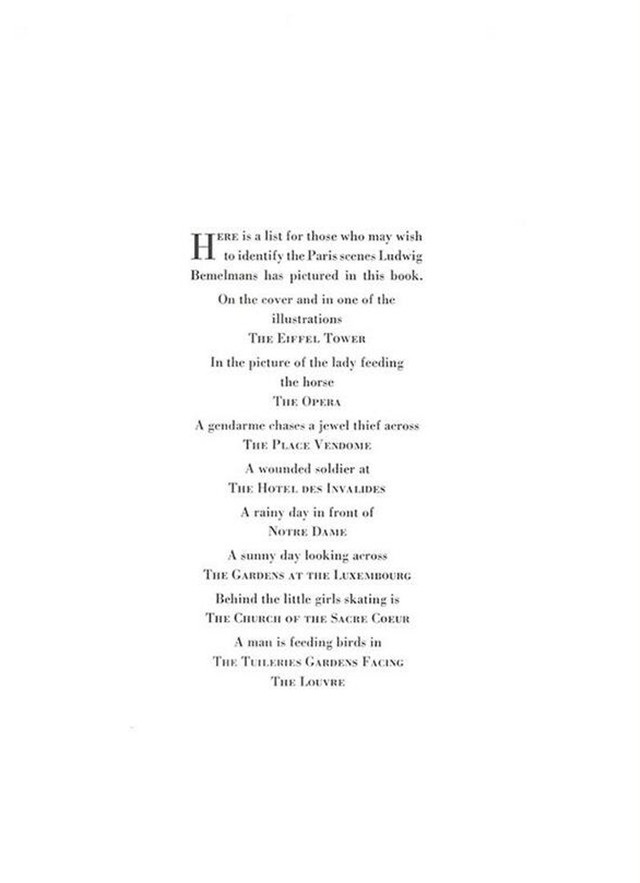 HERE is a list for those who may wish
to identify the Paris scenes Ludwig
Bemelmans has pictured in this book.
On the cover and in one of the
illustrations
THE EIFFEL TOWER
In the picture of the lady feeding
the horse
THE OPERA
A gendarme chases a jewel thief across
THE PLACE VENDOME
A wounded soldier at
THE HOTEL DES INVALIDES
A rainy day in front of
NOTRE DAME
A sunny day looking across
THE GARDENS AT THE LUXEMBOURG
Behind the little girls skating is
THE CHURCH OF THE SACRE COEUR
A man is feeding birds in
THE TUILERIES GARDENS FACING
THE LOUVRE